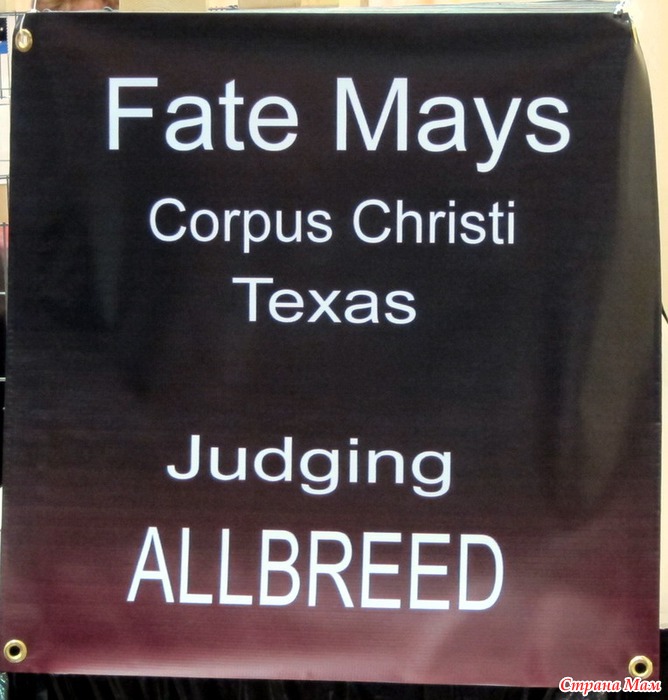 Fate Mays
Corpus Christi
Texas
Judging
ALLBREED
Страна Мам